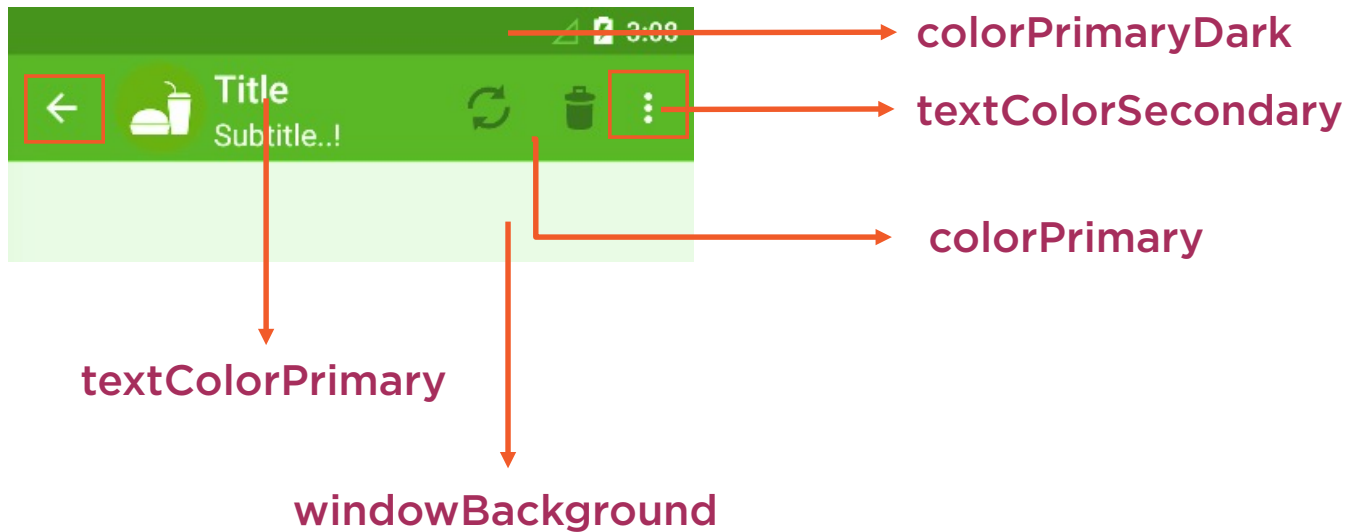 3:08
colorPrimaryDark
Title
textColorSecondary
Subtitle..!
colorPrimary
textColorPrimary
windowBackground